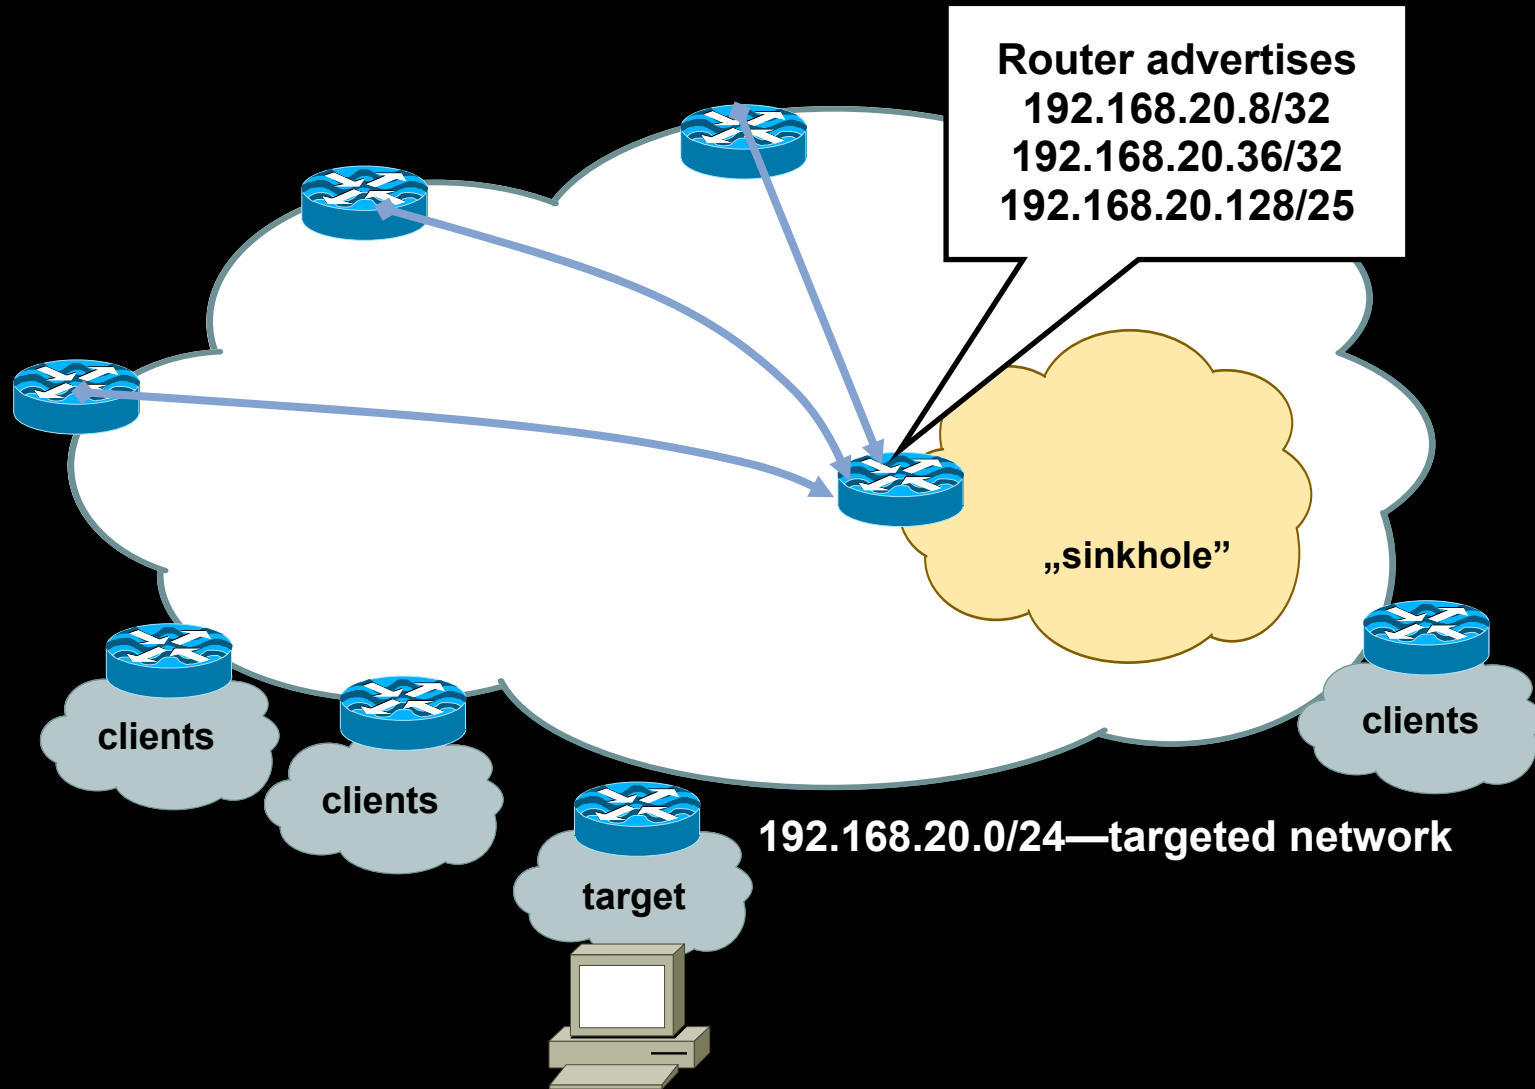 Router advertises
192.168.20.8/32
192.168.20.36/32
192.168.20.128/25
„sinkhole”
clients
clients
clients
192.168.20.0/24—targeted network
target